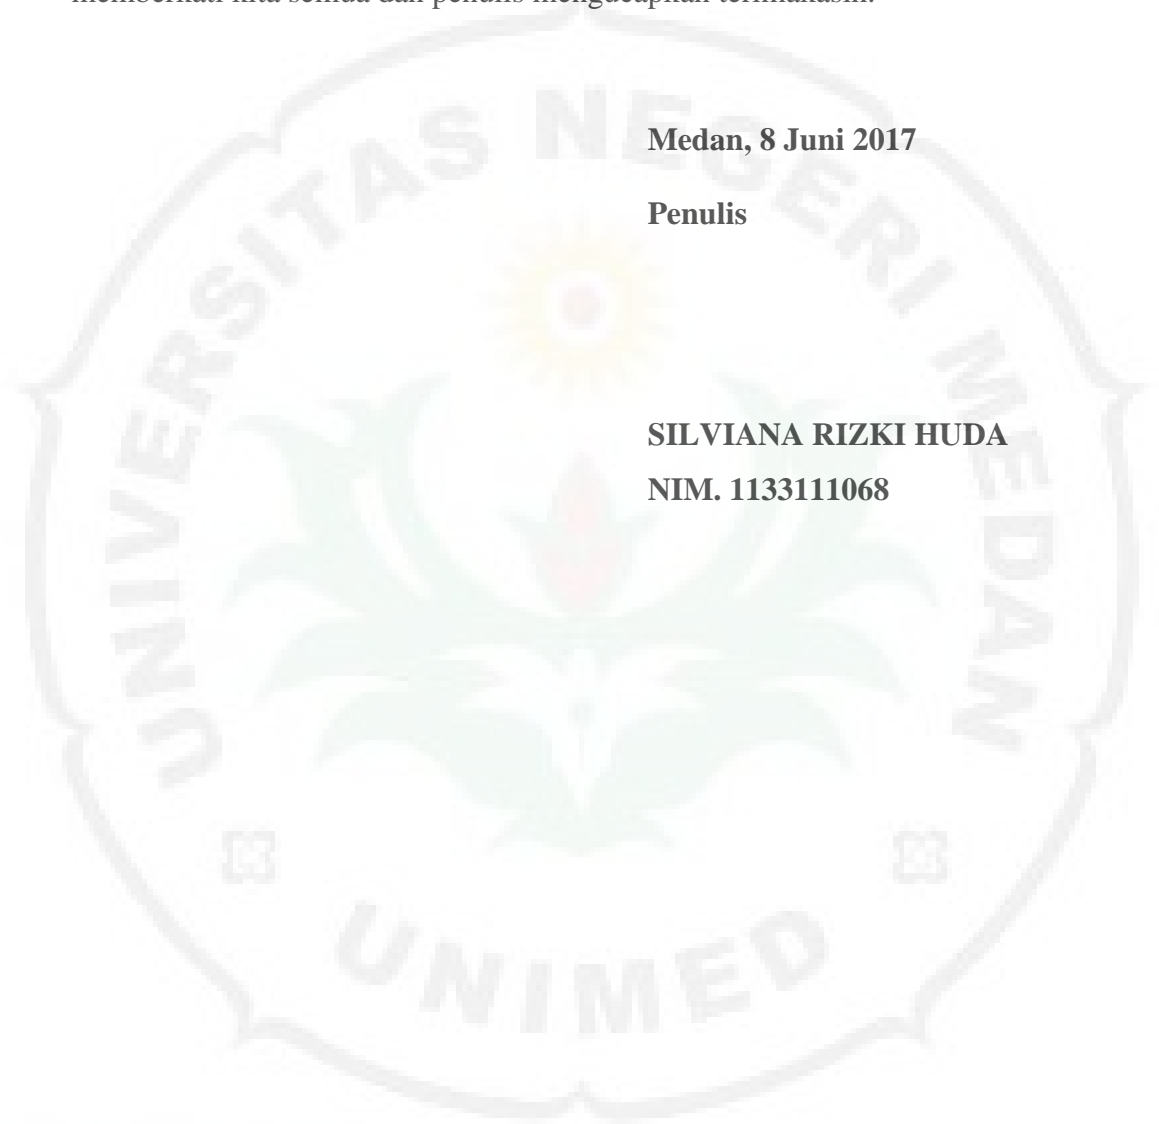 memberkati kita semua dan penulis mengucapkan terimakasih.
Medan, 8 Juni 2017
Penulis
SILVIANA RIZKI HUDA
NIM. 1133111068
UNIVERSITAS NEGERI MEDAN
UNIMED